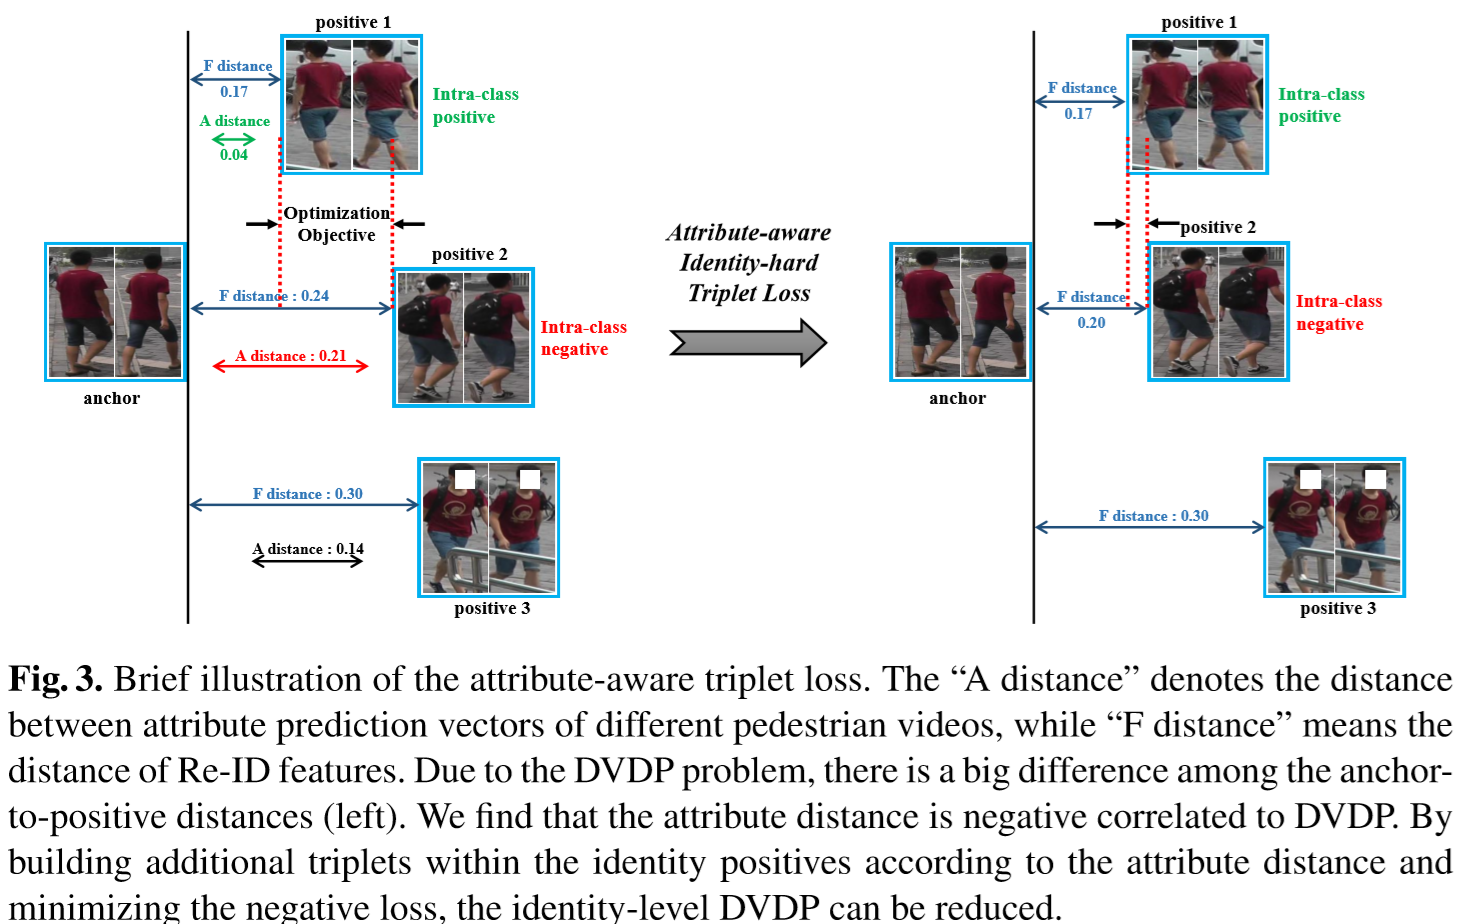 positive 1
F distance
0.17
A distance
0.04
Intra-class
positive
Optimization
Objective
positive 2
F distance : 0.24
A distance : 0.21
Intra-class
negative
anchor
F distance : 0.30
A distance : 0.14
positive 3
Attribute-aware
Identity-hard
Triplet Loss
positive 1
F distance
0.17
Intra-class
positive
positive 2
F distance
0.20
Intra-class
negative
anchor
F distance : 0.30
positive 3
Fig. 3. Brief illustration of the attribute-aware triplet loss. The “A distance” denotes the distance
between attribute prediction vectors of different pedestrian videos, while “F distance” means the
distance of Re-ID features. Due to the DVDP problem, there is a big difference among the anchor-
to-positive distances (left). We find that the attribute distance is negative correlated to DVDP. By
building additional triplets within the identity positives according to the attribute distance and
minimizing the negative loss, the identity-level DVDP can be reduced.